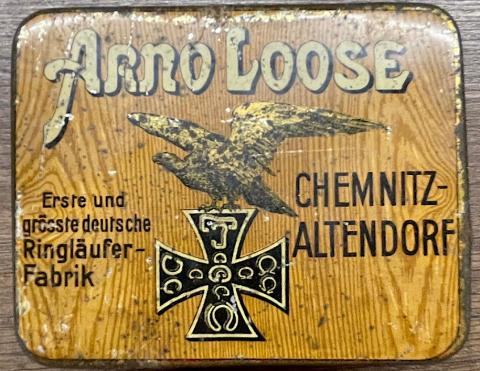 ARNO LOOSE
Erste und
grösste deutsche
Ringläufer-
Fabrik
CHEMNITZ-
ALTENDORF